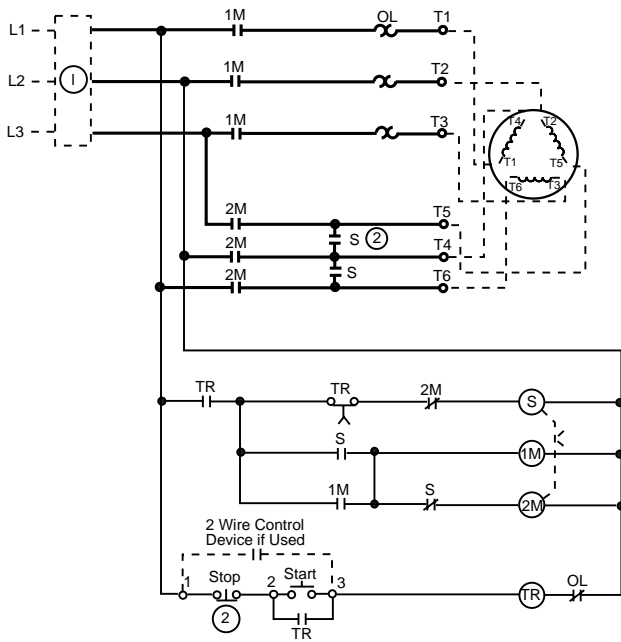 L1 1M OL T1
L2 I 1M T2
L3 1M T3
T4 T2
T1 T5
T6 T3
2M T5
S 2
2M T4
S
2M T6
TR TR 2M S
S 1M
1M S 2M
2 Wire Control
Device if Used
1 Stop 2 Start 3 TR OL
2 TR